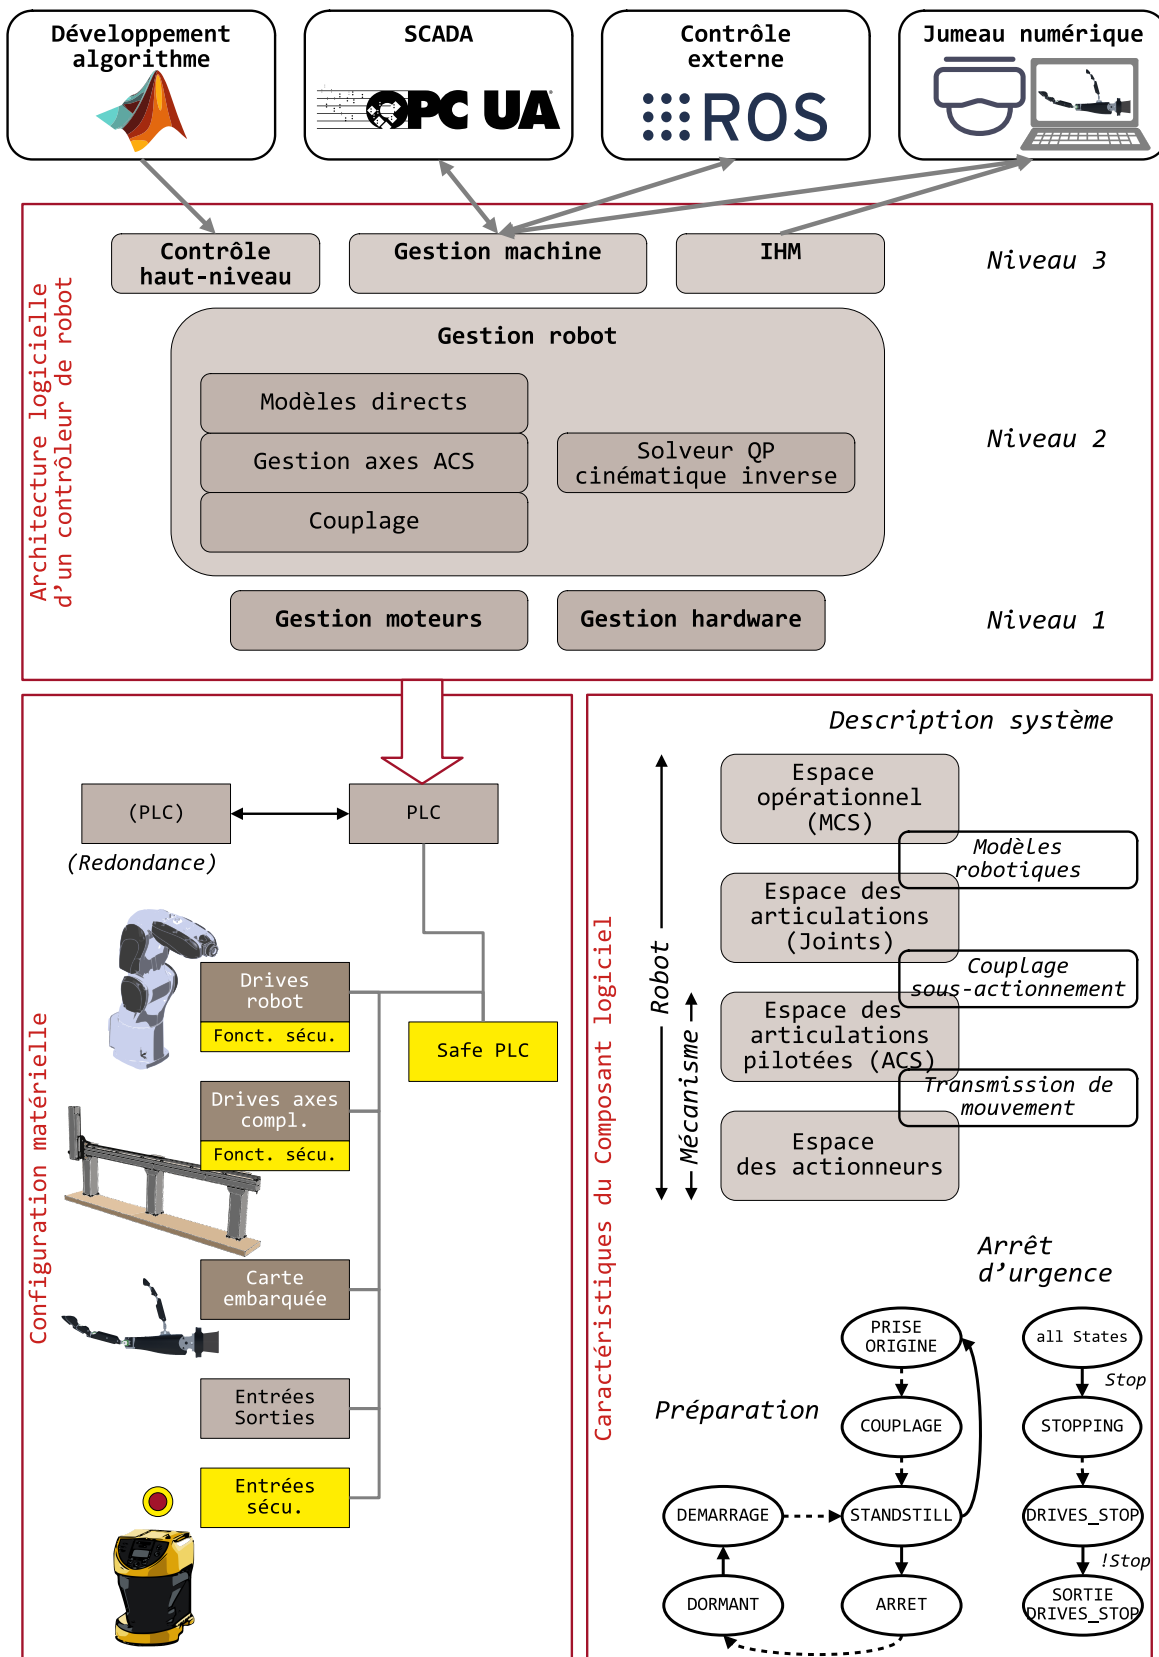 Développement
algorithme
SCADA
OPC UA
Contrôle
externe
ROS
Jumeau numérique
Architecture logicielle
d’un contrôleur de robot
Contrôle
haut-niveau
Gestion machine
IHM
Niveau 3
Gestion robot
Modèles directs
Gestion axes ACS
Couplage
Solveur QP
cinématique inverse
Niveau 2
Gestion moteurs
Gestion hardware
Niveau 1
Configuration matérielle
(PLC)
PLC
(Redondance)
Drives
robot
Fonct. sécu.
Safe PLC
Drives axes
compl.
Fonct. sécu.
Carte
embarquée
Entrées
Sorties
Entrées
sécu.
Caractéristiques du Composant logiciel
Description système
Robot
Mécanisme
Espace
opérationnel
(MCS)
Modèles
robotiques
Espace des
articulations
(Joints)
Couplage
sous-actionnement
Espace des
articulations
pilotées (ACS)
Transmission de
mouvement
Espace
des actionneurs
Arrêt
d’urgence
Préparation
PRISE
ORIGINE
COUPLAGE
DEMARRAGE
STANDSTILL
DORMANT
ARRET
all States
Stop
STOPPING
DRIVES_STOP
!Stop
SORTIE
DRIVES_STOP